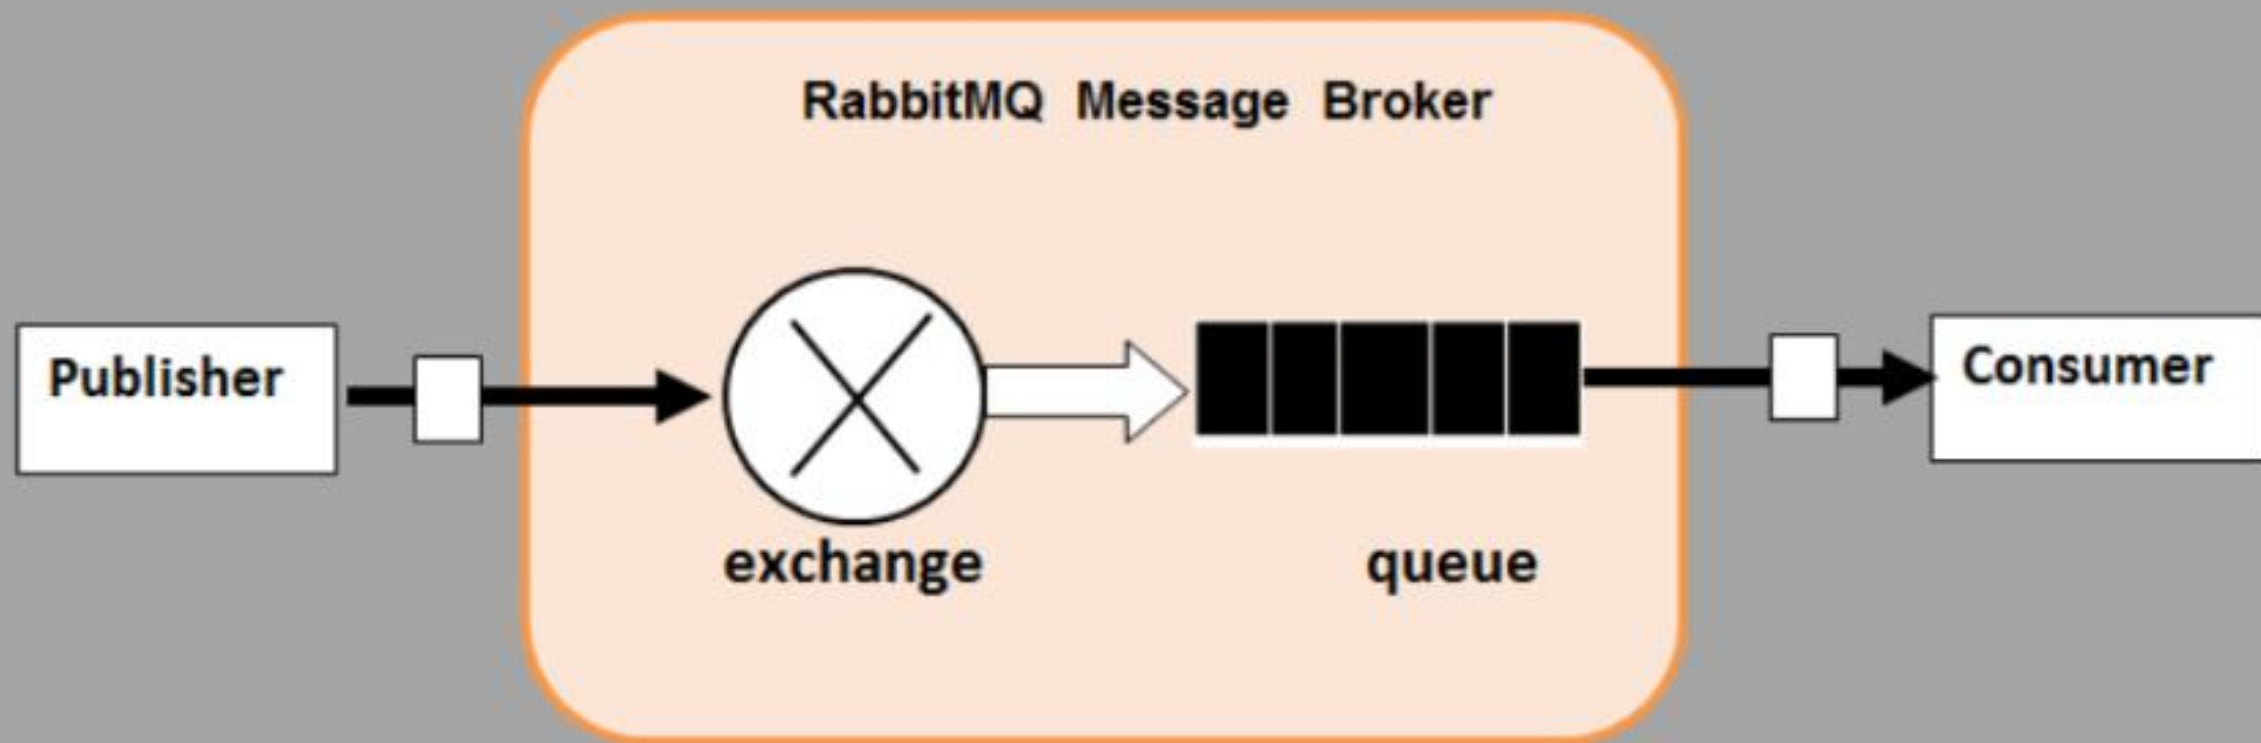 RabbitMQ Message Broker
Publisher
Consumer
exchange
queue